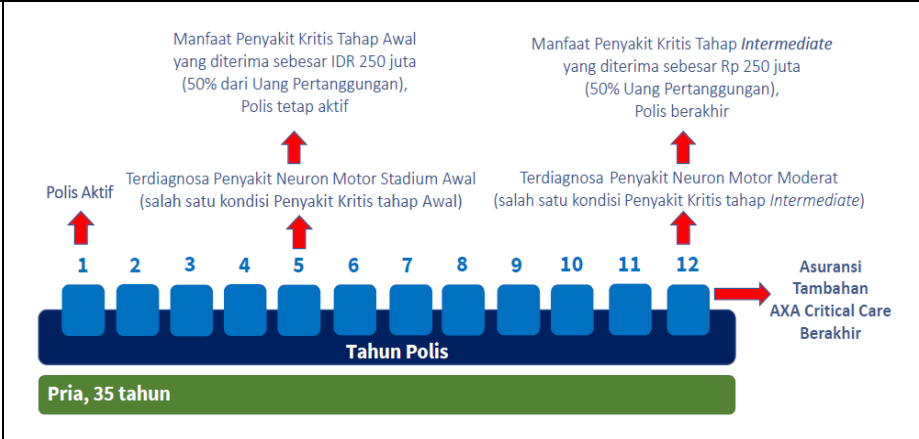 Manfaat Penyakit Kritis Tahap Awal
yang diterima sebesar IDR 250 juta
(50% dari Uang Pertanggungan),
Polis tetap aktif
Manfaat Penyakit Kritis Tahap Intermediate
yang diterima sebesar Rp 250 juta
(50% Uang Pertanggungan),
Polis berakhir
Polis Aktif
Terdiagnosa Penyakit Neuron Motor Stadium Awal
(salah satu kondisi Penyakit Kritis tahap Awal)
Terdiagnosa Penyakit Neuron Motor Moderat
(salah satu kondisi Penyakit Kritis tahap Intermediate)
1 2 3 4 5 6 7 8 9 10 11 12
Asuransi
Tambahan
AXA Critical Care
Berakhir
Tahun Polis
Pria, 35 tahun